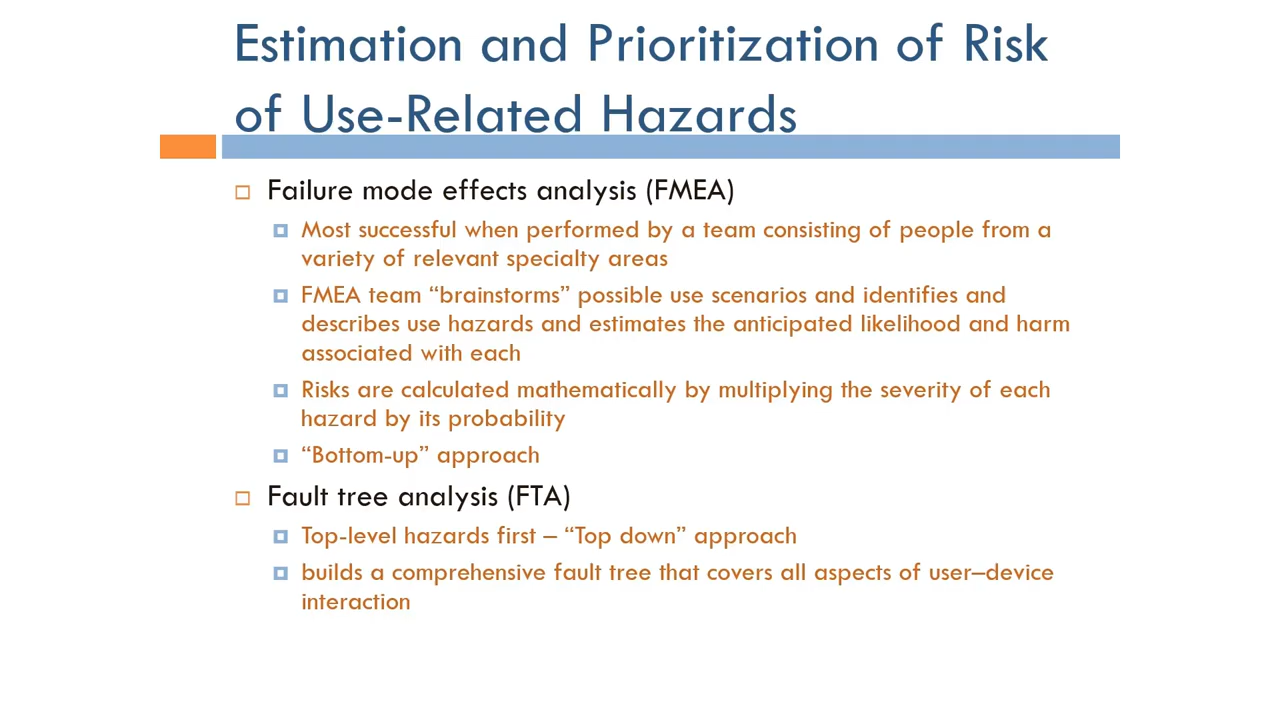 Estimation and Prioritization of Risk
of Use-Related Hazards
Failure mode effects analysis (FMEA)
Most successful when performed by a team consisting of people from a
variety of relevant specialty areas
FMEA team “brainstorms” possible use scenarios and identifies and
describes use hazards and estimates the anticipated likelihood and harm
associated with each
Risks are calculated mathematically by multiplying the severity of each
hazard by its probability
“Bottom-up” approach
Fault tree analysis (FTA)
Top-level hazards first – “Top down” approach
builds a comprehensive fault tree that covers all aspects of user–device
interaction